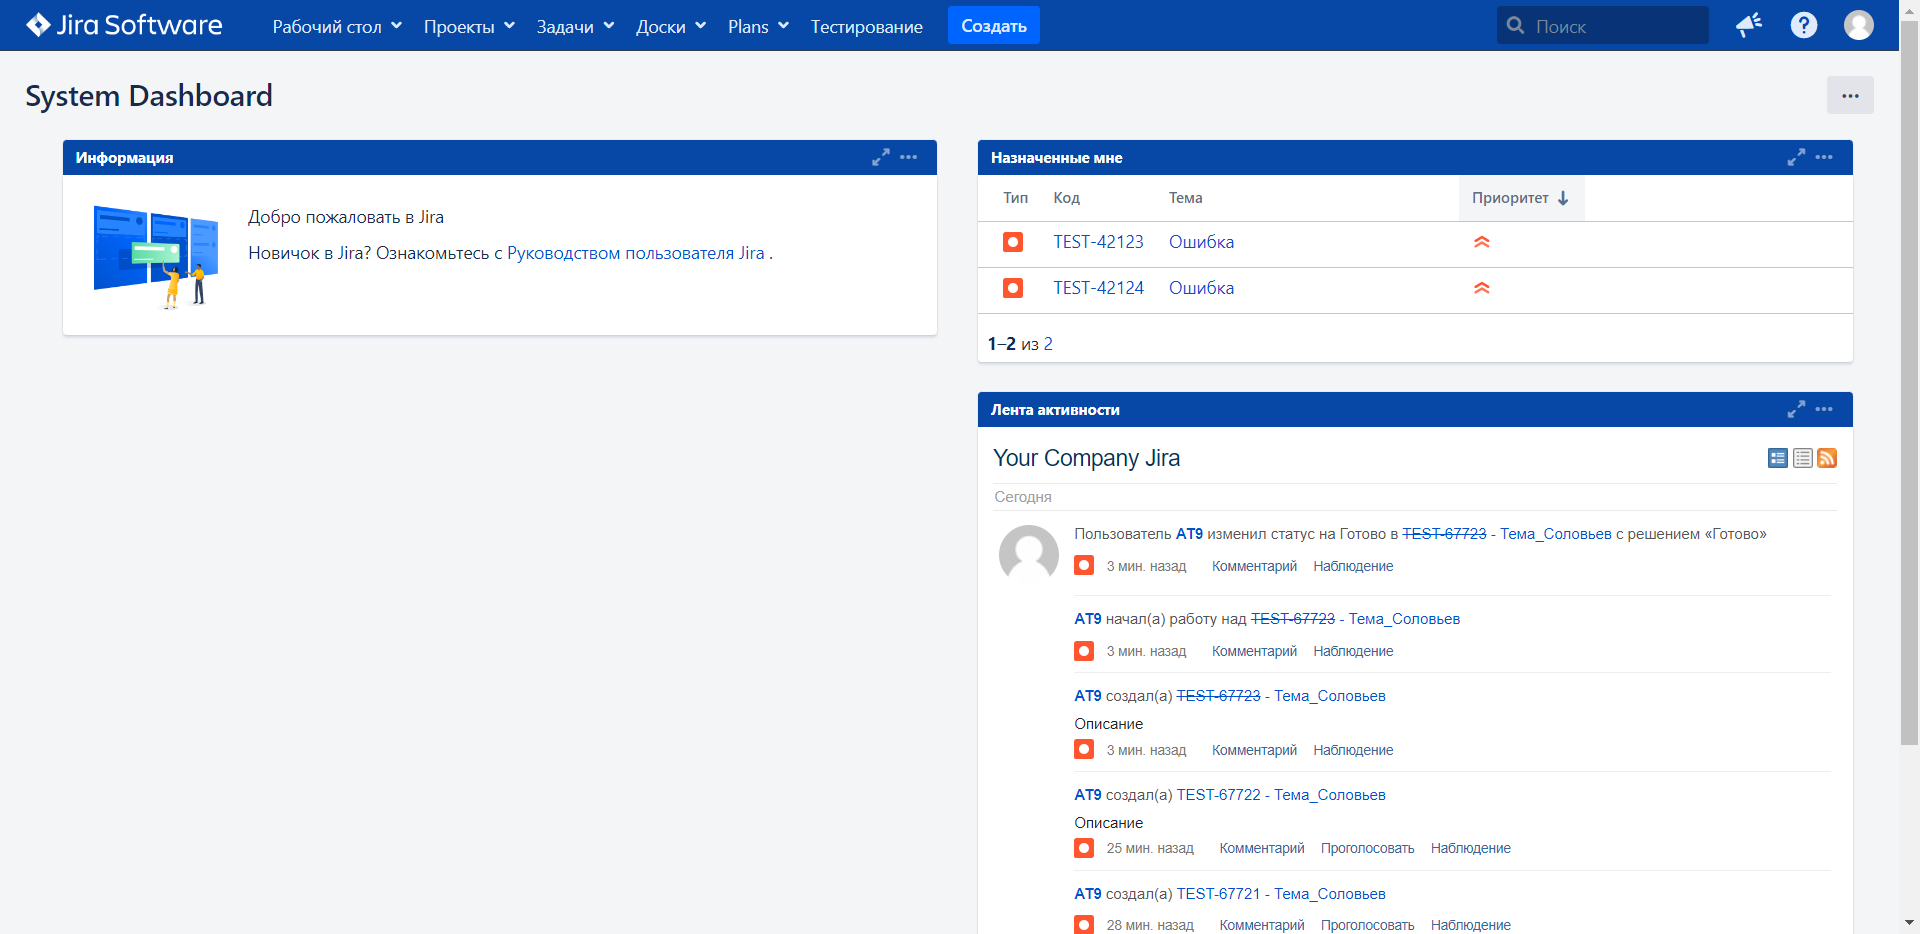 Jira Software Рабочий стол Проекты Задачи Доски Plans Тестирование Создать Поиск
System Dashboard
Информация
Добро пожаловать в Jira
Новичок в Jira? Ознакомьтесь с Руководством пользователя Jira .
Назначенные мне
Тип Код Тема Приоритет
TEST-42123 Ошибка
TEST-42124 Ошибка
1–2 из 2
Лента активности
Your Company Jira
Сегодня
Пользователь AT9 изменил статус на Готово в TEST-67723 - Тема_Соловьев с решением «Готово»
3 мин. назад Комментарий Наблюдение
AT9 начал(а) работу над TEST-67723 - Тема_Соловьев
3 мин. назад Комментарий Наблюдение
AT9 создал(а) TEST-67723 - Тема_Соловьев
Описание
3 мин. назад Комментарий Наблюдение
AT9 создал(а) TEST-67722 - Тема_Соловьев
Описание
25 мин. назад Комментарий Проголосовать Наблюдение
AT9 создал(а) TEST-67721 - Тема_Соловьев
28 мин. назад Комментарий Проголосовать Наблюдение